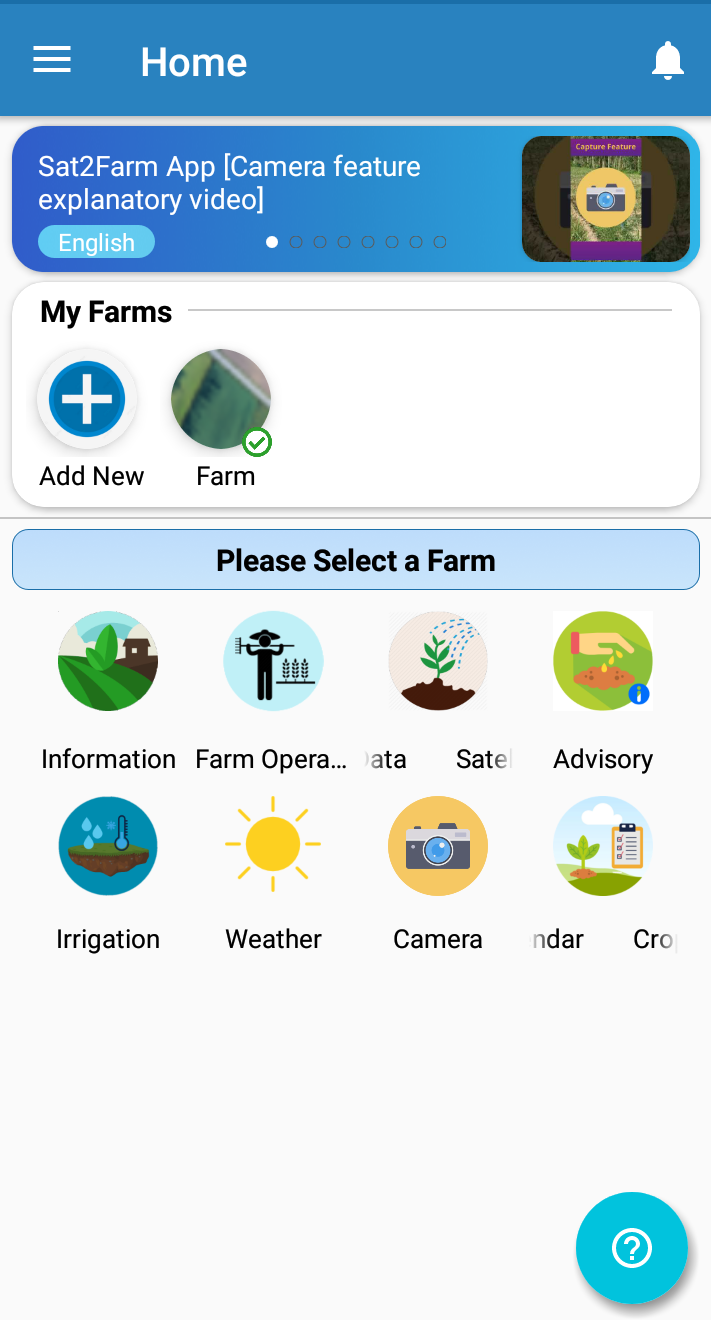 Home
Sat2Farm App [Camera feature
explanatory video]
English
Capture Feature
My Farms
Add New
Farm
Please Select a Farm
Information
Farm Opera...
ata Satel
Advisory
Irrigation
Weather
Camera
ndar Cro